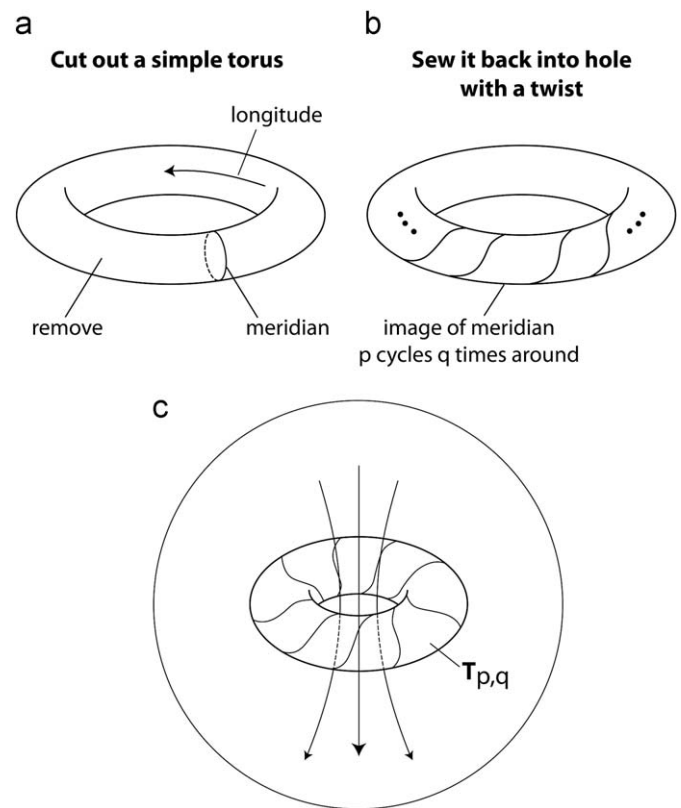 a
Cut out a simple torus
longitude
remove
meridian
b
Sew it back into hole
with a twist
image of meridian
p cycles q times around
c
Tp,q